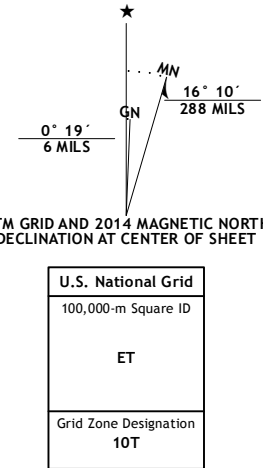 ★
MN
GN
16° 10´
288 MILS
0° 19´
6 MILS
TM GRID AND 2014 MAGNETIC NORTH
DECLINATION AT CENTER OF SHEET
U.S. National Grid
100,000-m Square ID
ET
Grid Zone Designation
10T